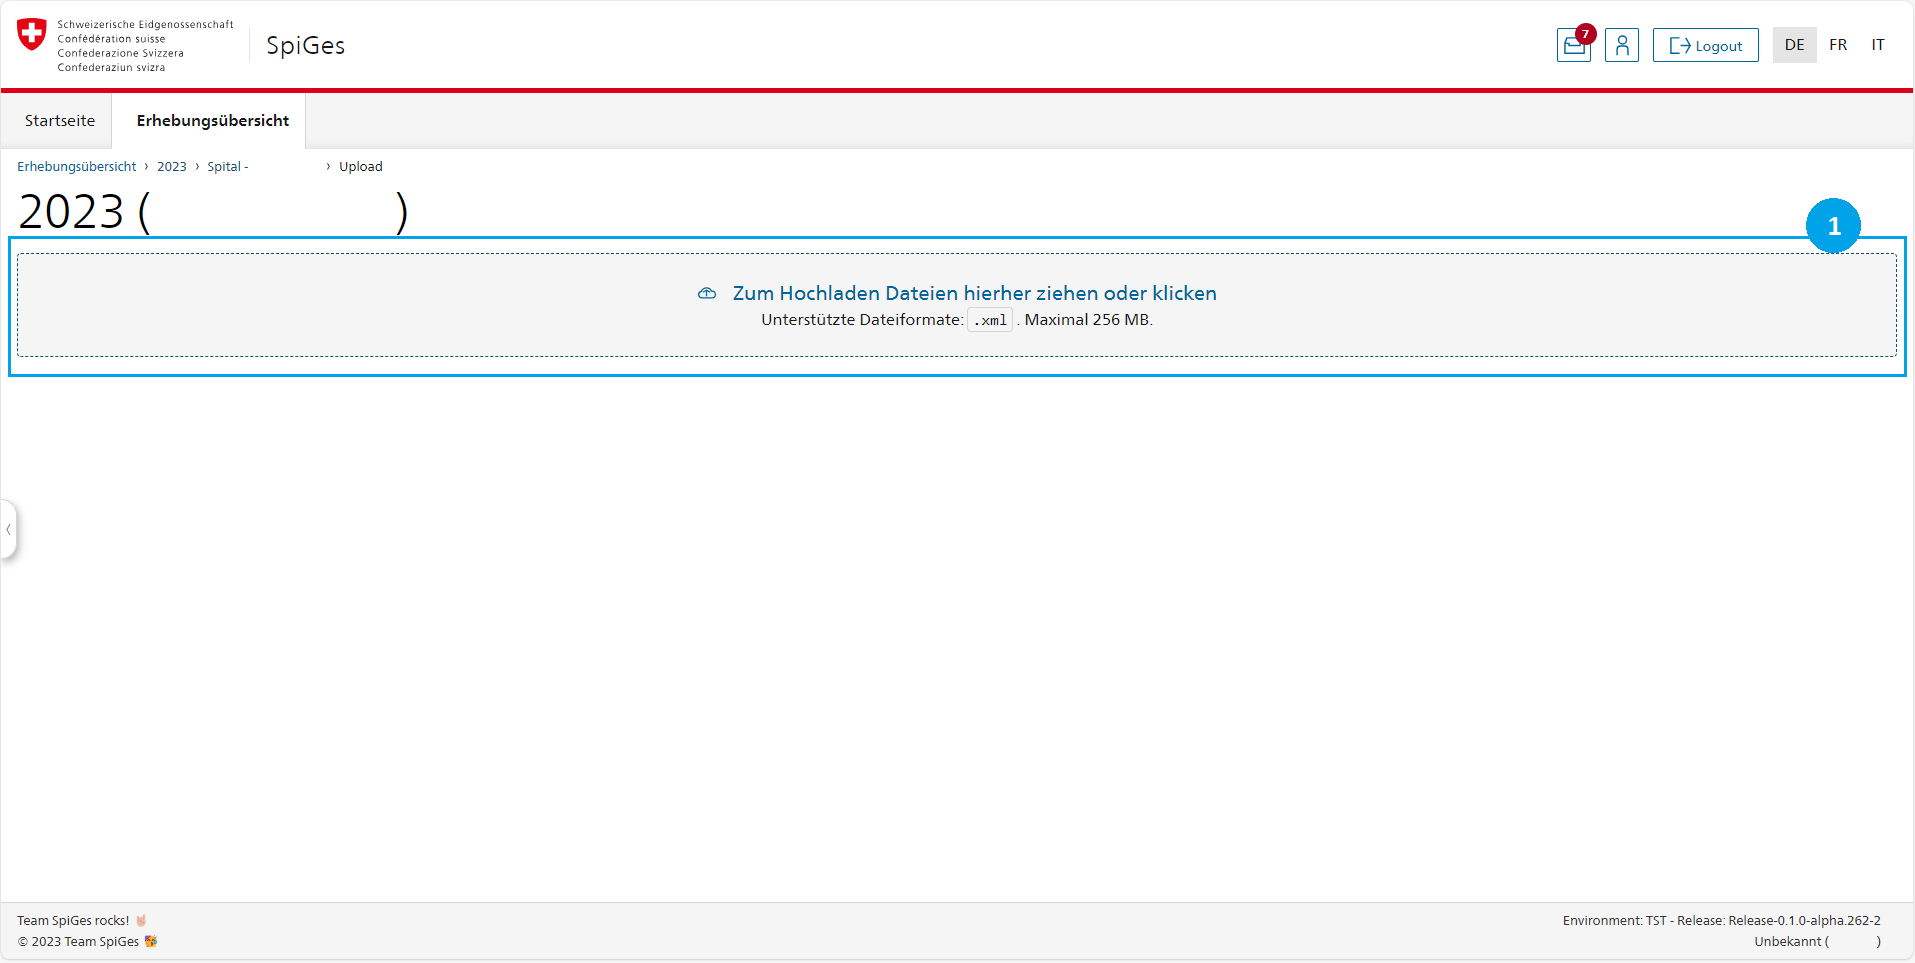 Schweizerische Eidgenossenschaft
Confédération suisse
Confederazione Svizzera
Confederaziun svizra
SpiGes
7
Logout
DE FR IT
Startseite Erhebungsübersicht
Erhebungsübersicht › 2023 › Spital - › Upload
2023 ( )
1
Zum Hochladen Dateien hierher ziehen oder klicken
Unterstützte Dateiformate: .xml . Maximal 256 MB.
Team SpiGes rocks! 🤘
Environment: TST - Release: Release-0.1.0-alpha.262-2
© 2023 Team SpiGes
Unbekannt ( )